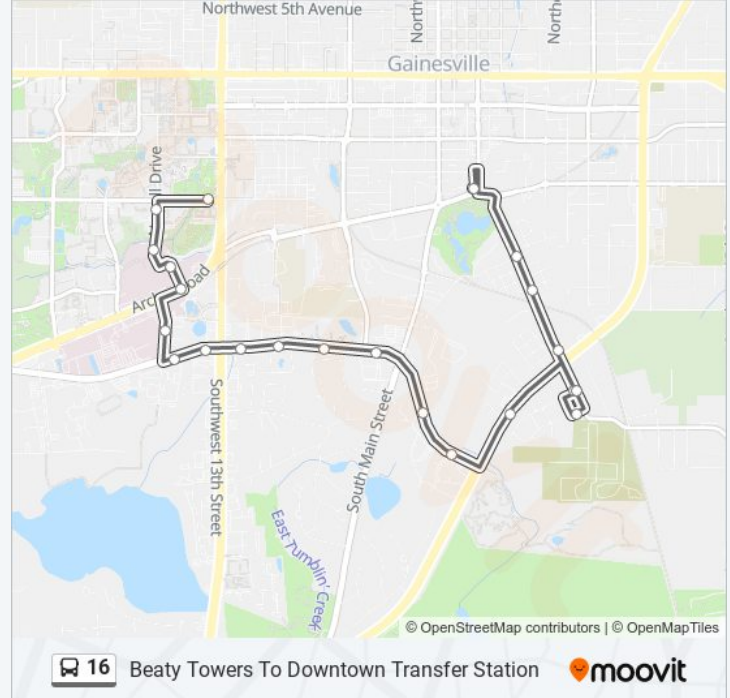 Northwest 5th Avenue
Gainesville
Southwest 13th Street
South Main Street
East Tumblin' Creek
© OpenStreetMap contributors | © OpenMapTiles
16 Beaty Towers To Downtown Transfer Station
moovit